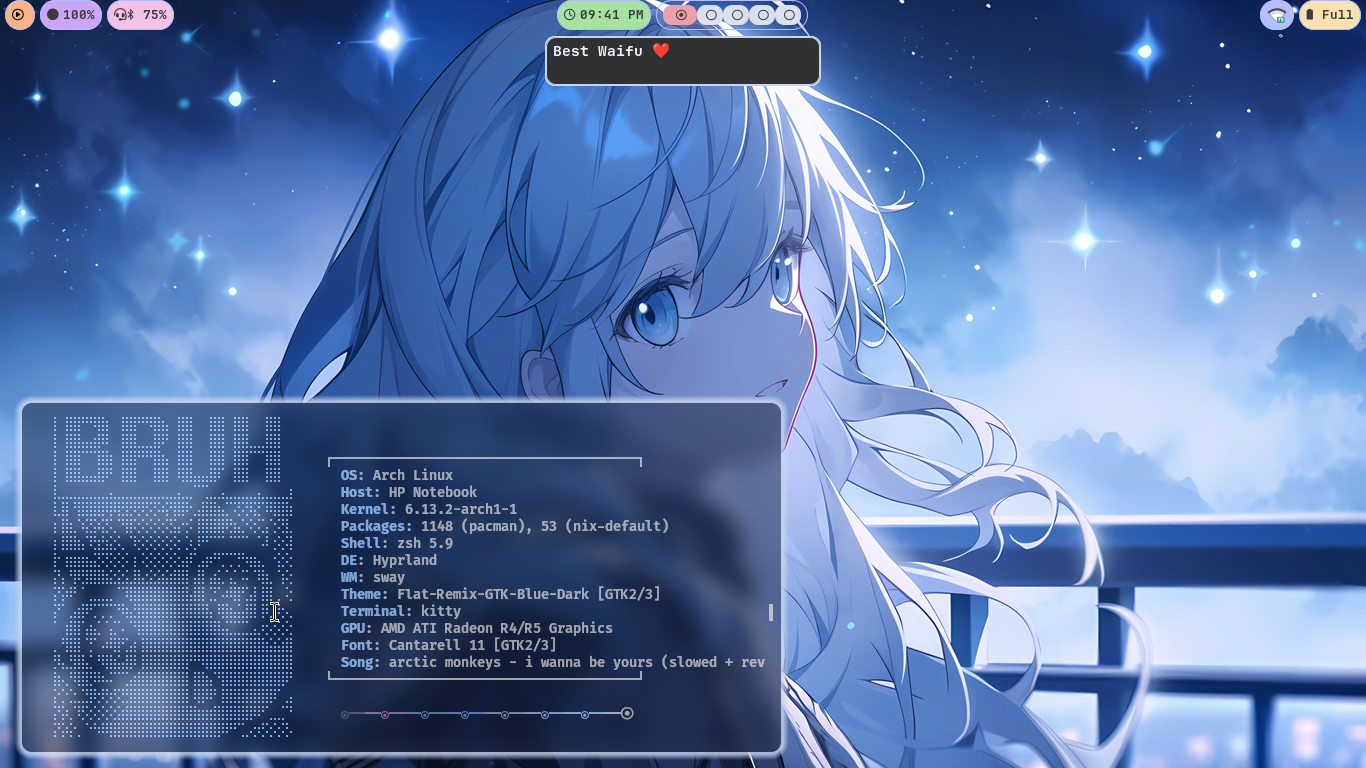 100%
75%
09:41 PM
Full
Best Waifu ❤️
BRUH
OS: Arch Linux
Host: HP Notebook
Kernel: 6.13.2-arch1-1
Packages: 1148 (pacman), 53 (nix-default)
Shell: zsh 5.9
DE: Hyprland
WM: sway
Theme: Flat-Remix-GTK-Blue-Dark [GTK2/3]
Terminal: kitty
GPU: AMD ATI Radeon R4/R5 Graphics
Font: Cantarell 11 [GTK2/3]
Song: arctic monkeys - i wanna be yours (slowed + rev